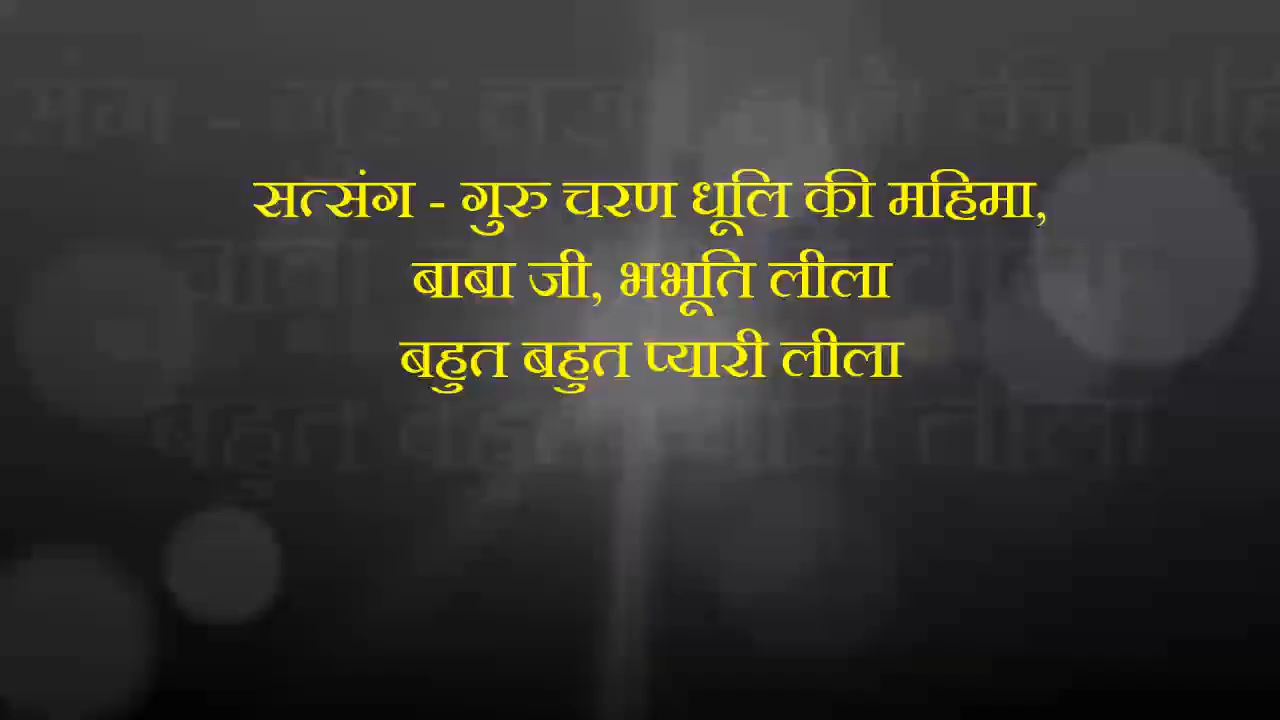 सत्संग - गुरु चरण धूलि की महिमा,
बाबा जी, भभूति लीला
बहुत बहुत प्यारी लीला